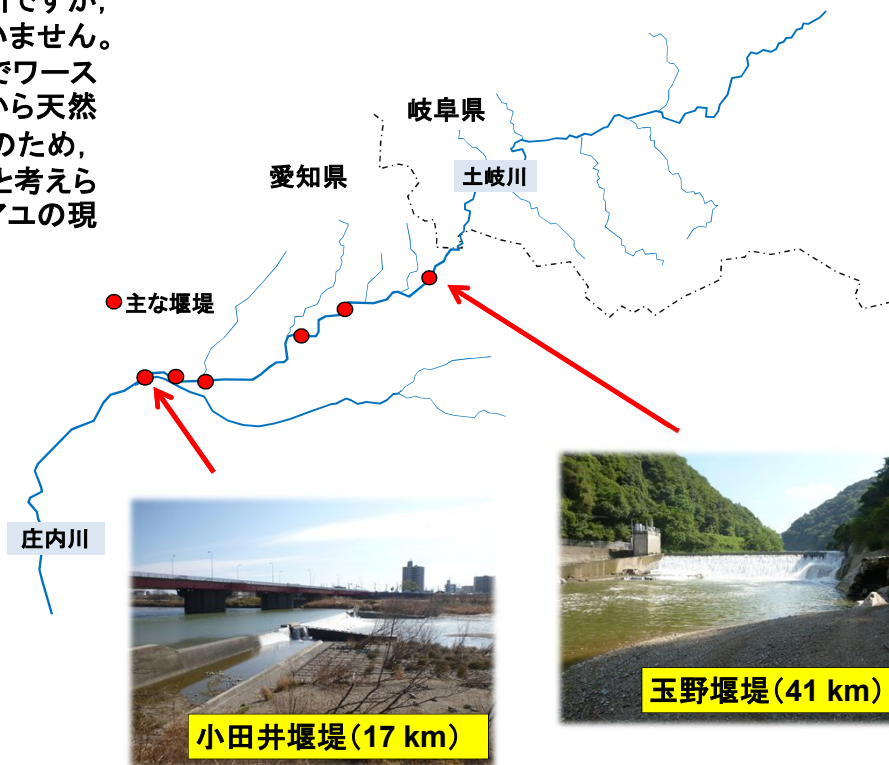 ですが,
いません。
でワース
から天然
のため,
と考えら
アユの現
岐阜県
愛知県
土岐川
主な堰堤
庄内川
小田井堰堤(17 km)
玉野堰堤(41 km)